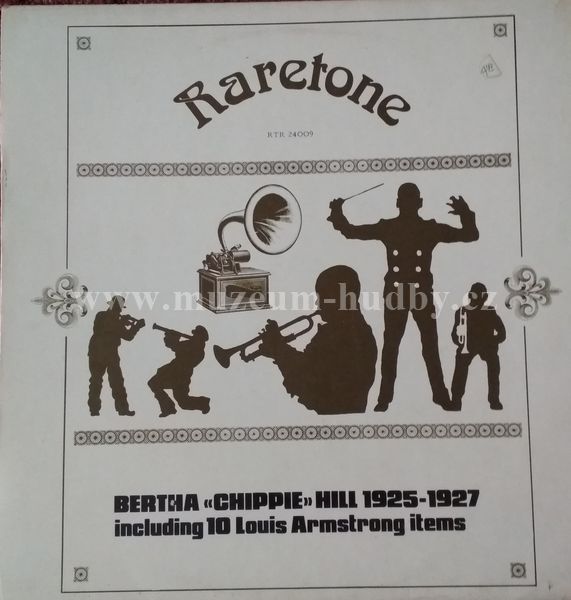 Raretone
RTR 24009
www.muzeum-hudby.cz
BERTHA «CHIPPIE» HILL 1925-1927
including 10 Louis Armstrong items